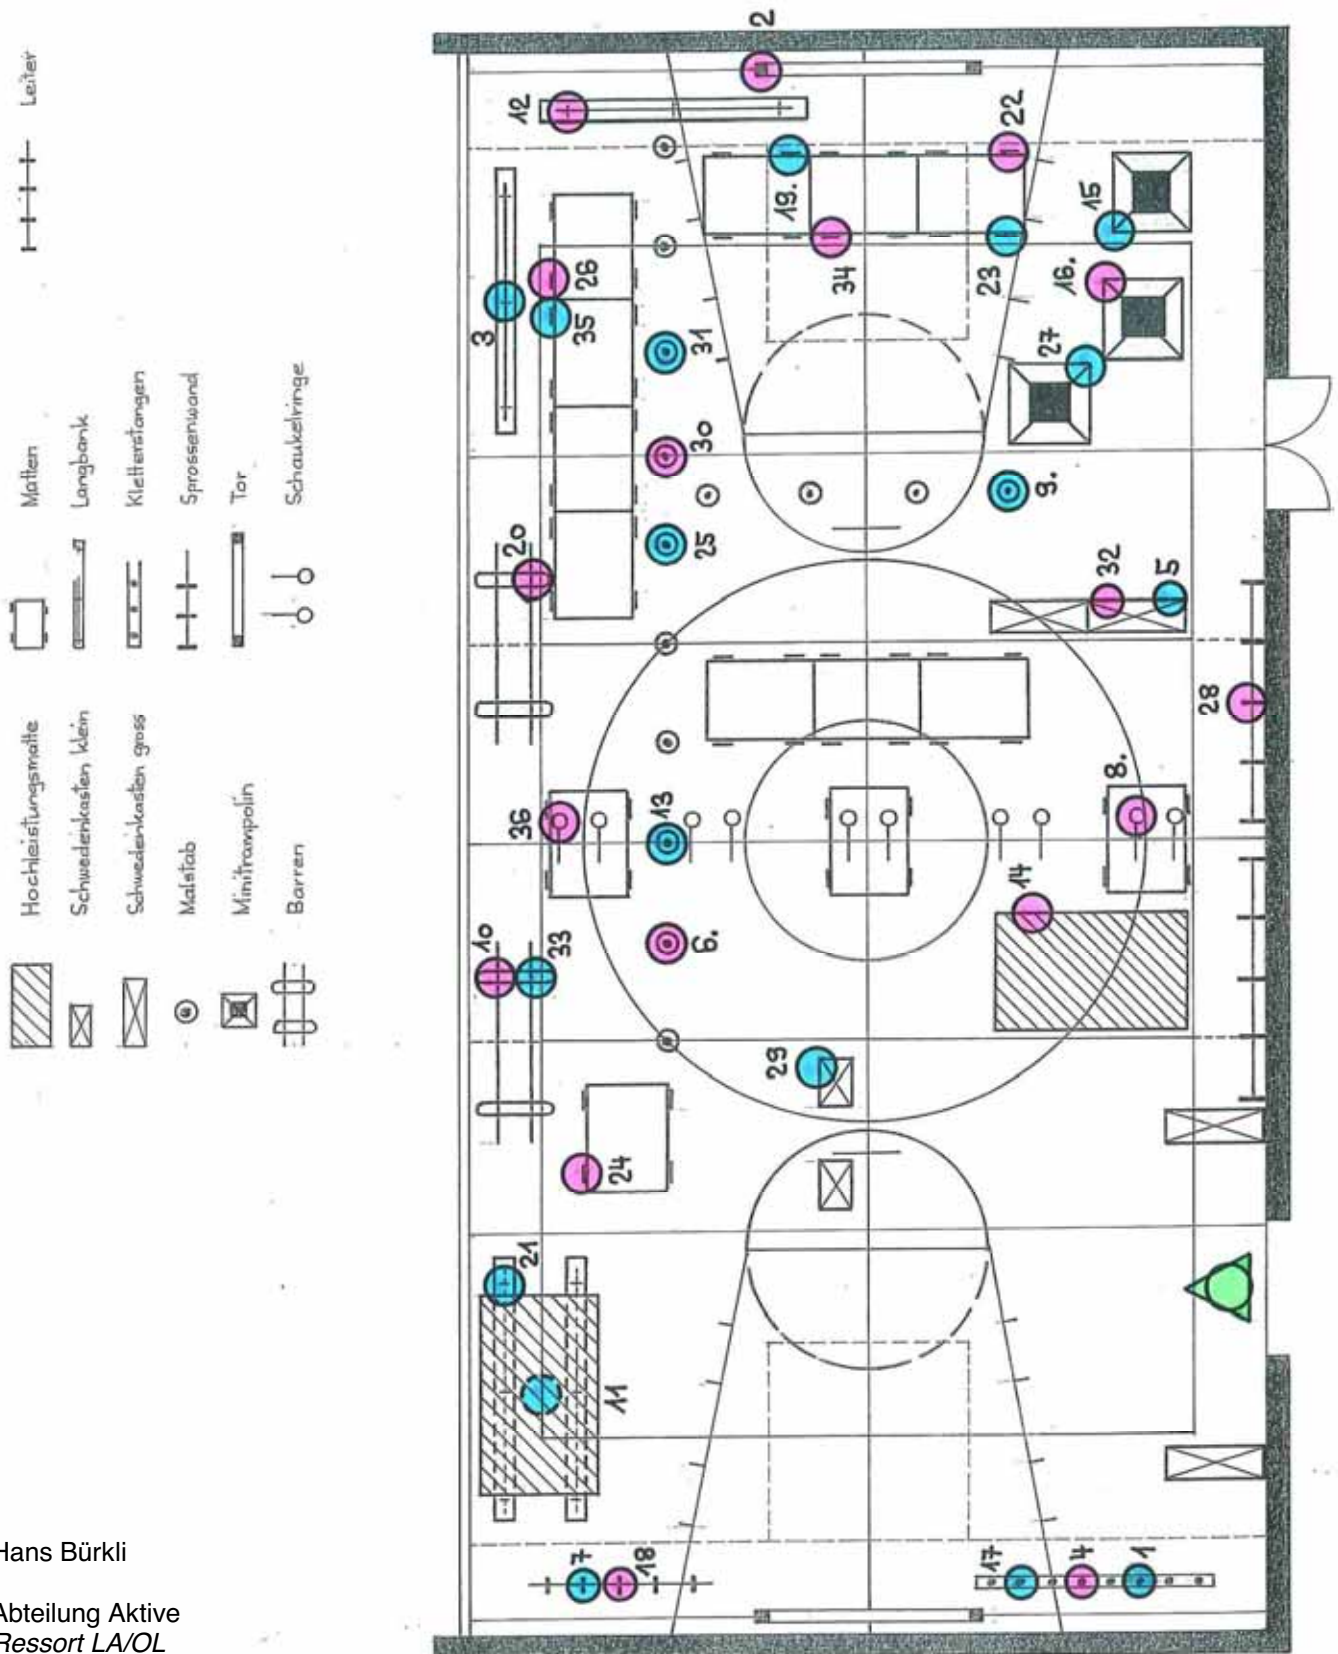 Leiter
Matten
Langbank
Kletterstangen
Sprossenwand
Tor
Schaukelringe
Hochleistungsmatte
Schwedenkasten klein
Schwedenkasten goss
Malstab
Minitrampolin
Barren
2
12
22
19.
15
3
26
34
23
16.
35
31
27
30
9.
20
25
32
5
28
36
13
8.
14
10
33
6.
29
24
21
11
7
18
17
4
1
Hans Bürkli
Abteilung Aktive
Ressort LA/OL